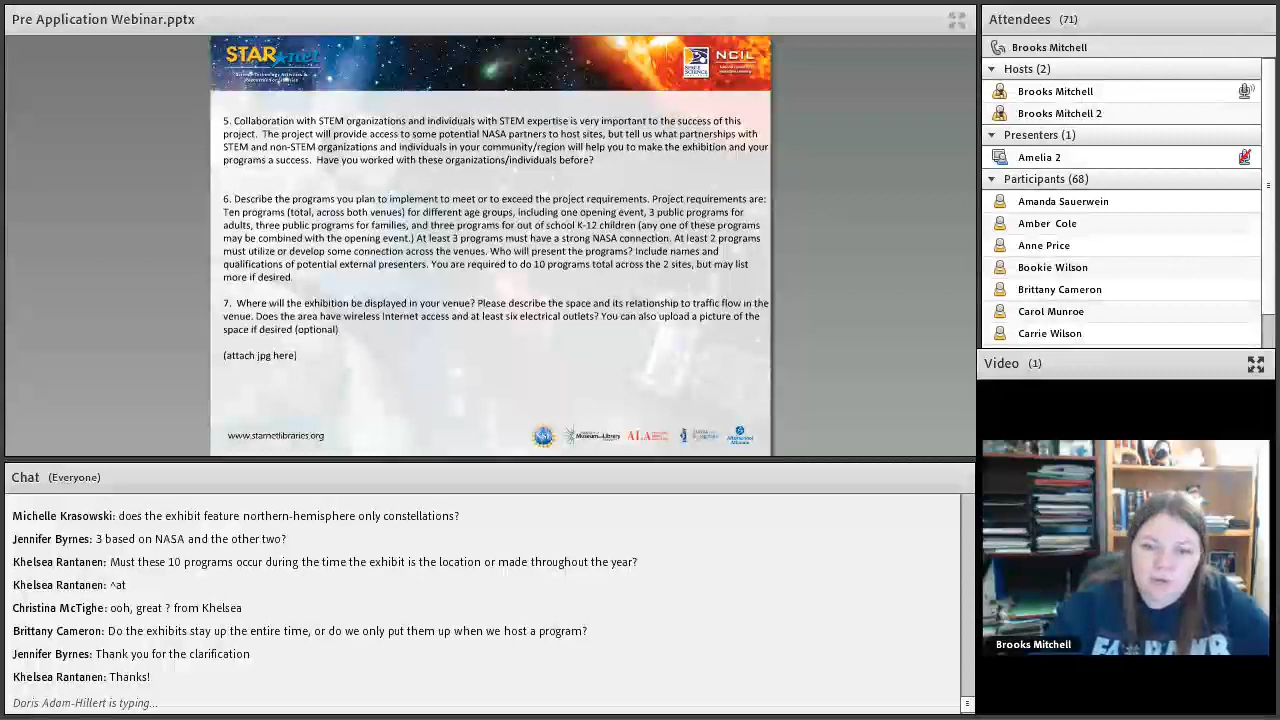 Pre Application Webinar.pptx
STAR
NCIL
SPACE
SCIENCE
5. Collaboration with STEM organizations and individuals with STEM expertise is very important to the success of this
project. The project will provide access to some potential NASA partners to host sites, but tell us what partnerships with
STEM and non-STEM organizations and individuals in your community/region will help you to make the exhibition and your
programs a success. Have you worked with these organizations/individuals before?
6. Describe the programs you plan to implement to meet or to exceed the project requirements. Project requirements are:
Ten programs (total, across both venues) for different age groups, including one opening event, 3 public programs for
adults, three public programs for families, and three programs for out of school K-12 children (any one of these programs
may be combined with the opening event.) At least 3 programs must have a strong NASA connection. At least 2 programs
must utilize or develop some connection across the venues. Who will present the programs? Include names and
qualifications of potential external presenters. You are required to do 10 programs total across the 2 sites, but may list
more if desired.
7. Where will the exhibition be displayed in your venue? Please describe the space and its relationship to traffic flow in the
venue. Does the area have wireless Internet access and at least six electrical outlets? You can also upload a picture of the
space if desired (optional)
(attach jpg here)
www.starnetlibraries.org
Museum Library
ALA
Afterschool
Alliance
Chat (Everyone)
Michelle Krasowski: does the exhibit feature northern-hemisphere only constellations?
Jennifer Byrnes: 3 based on NASA and the other two?
Khelsea Rantanen: Must these 10 programs occur during the time the exhibit is the location or made throughout the year?
Khelsea Rantanen: ^at
Christina McTighe: ooh, great ? from Khelsea
Brittany Cameron: Do the exhibits stay up the entire time, or do we only put them up when we host a program?
Jennifer Byrnes: Thank you for the clarification
Khelsea Rantanen: Thanks!
Doris Adam-Hillert is typing...
Attendees (71)
Brooks Mitchell
Hosts (2)
Brooks Mitchell
Brooks Mitchell 2
Presenters (1)
Amelia 2
Participants (68)
Amanda Sauerwein
Amber Cole
Anne Price
Bookie Wilson
Brittany Cameron
Carol Munroe
Carrie Wilson
Video (1)
Brooks Mitchell